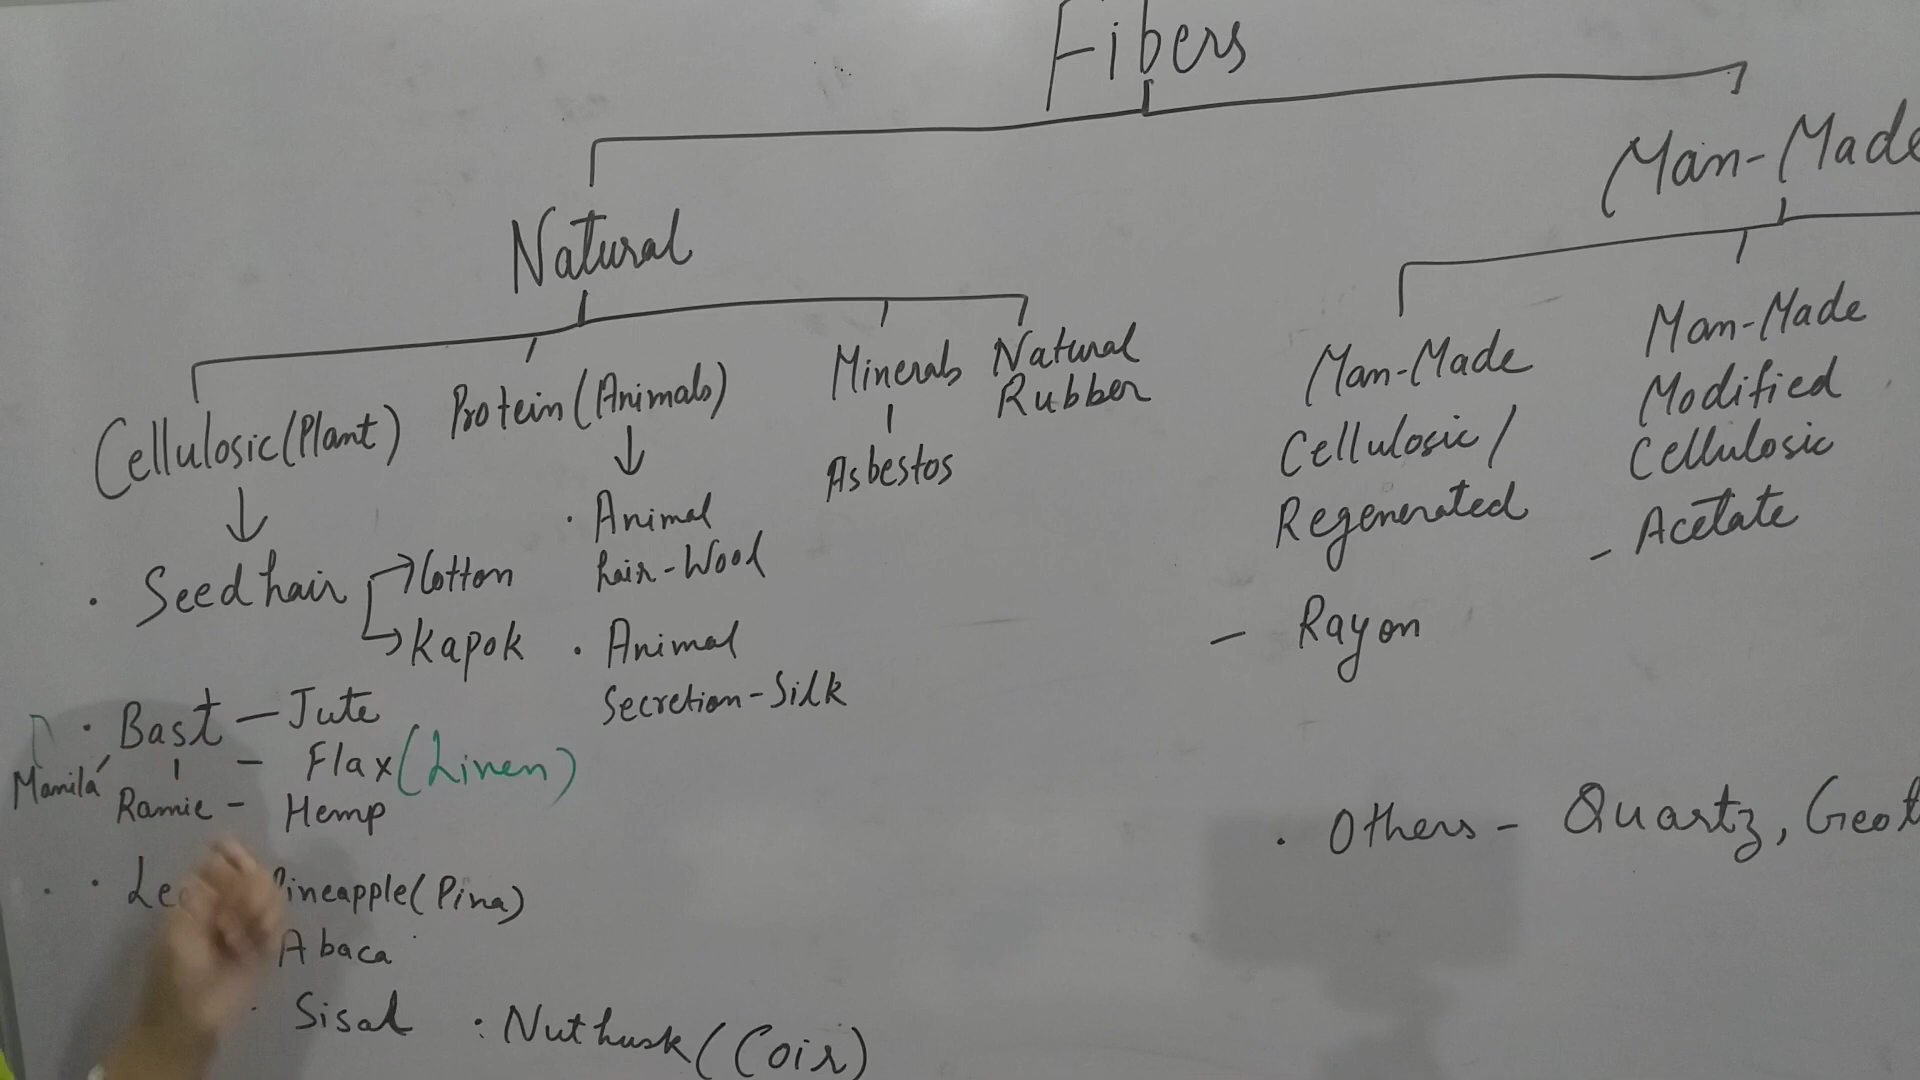 Fibers
Natural
Man-Made
Cellulosic(Plant)
Protein(Animals)
Minerals
Natural
Rubber
Asbestos
Man-Made
Cellulosic/
Regenerated
- Rayon
Man-Made
Modified
Cellulosic
- Acetate
. Seed hair → Cotton
→ Kapok
. Animal
hair-Wool
. Animal
Secretion-Silk
. Bast - Jute
- Flax (Linen)
Manila
Ramie - Hemp
Pineapple(Pina)
Abaca
Sisal
: Nuthusk (Coir)
. Others - Quartz,